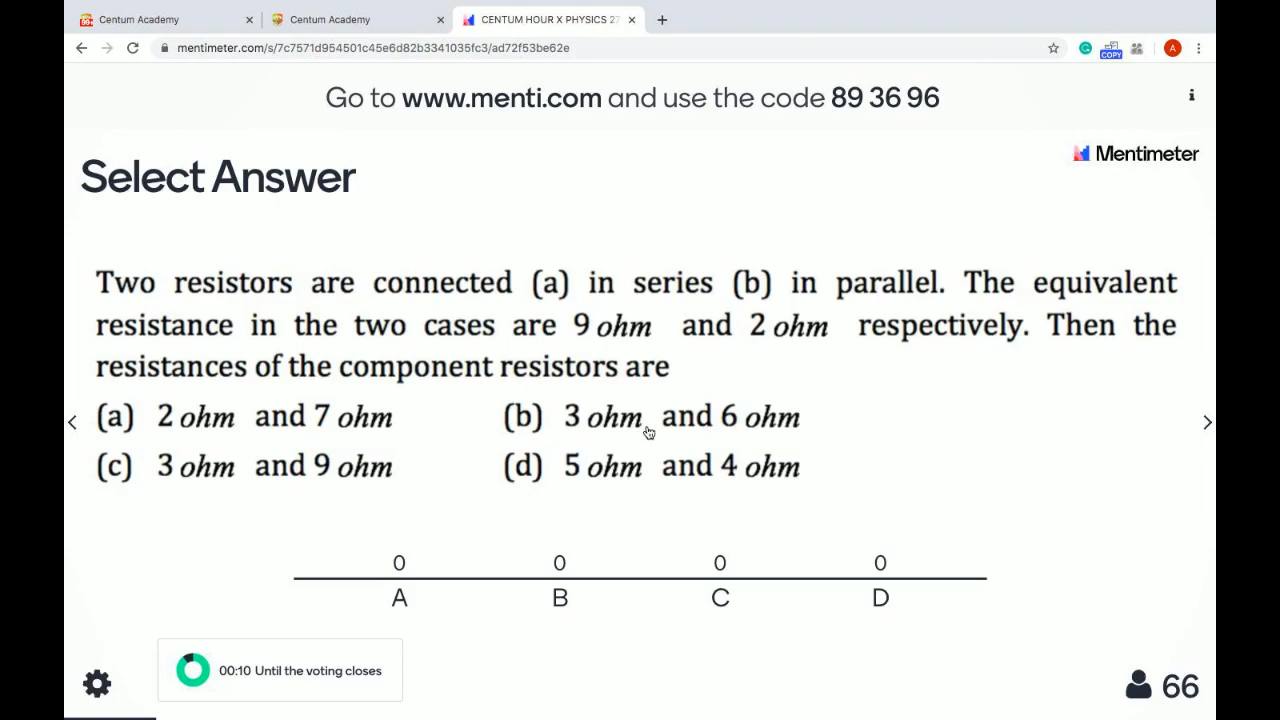 Centum Academy
Centum Academy
CENTUM HOUR X PHYSICS 27
mentimeter.com/s/7c7571d954501c45e6d82b3341035fc3/ad72f53be62e
COPY
A
Go to www.menti.com and use the code 89 36 96
Mentimeter
Select Answer
Two resistors are connected (a) in series (b) in parallel. The equivalent
resistance in the two cases are 9 ohm and 2 ohm respectively. Then the
resistances of the component resistors are
(a) 2 ohm and 7 ohm (b) 3 ohm and 6 ohm
(c) 3 ohm and 9 ohm (d) 5 ohm and 4 ohm
0 0 0 0
A B C D
00:10 Until the voting closes
66